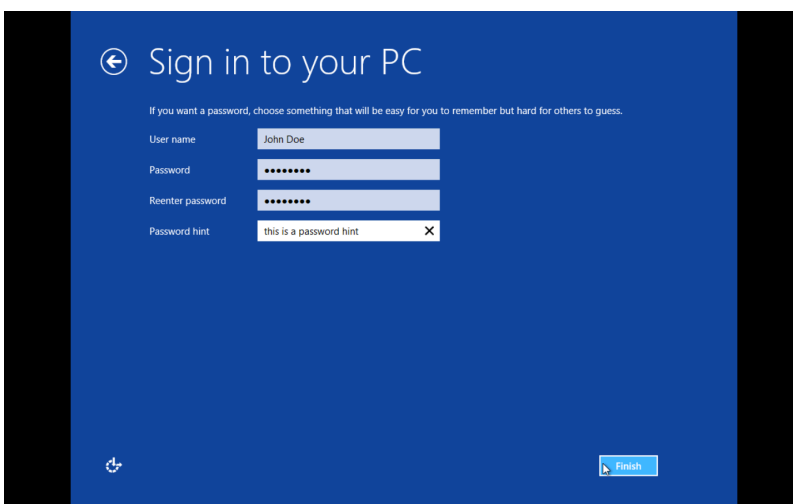 Sign in to your PC
If you want a password, choose something that will be easy for you to remember but hard for others to guess.
User name John Doe
Password ••••••••
Reenter password ••••••••
Password hint this is a password hint
Finish